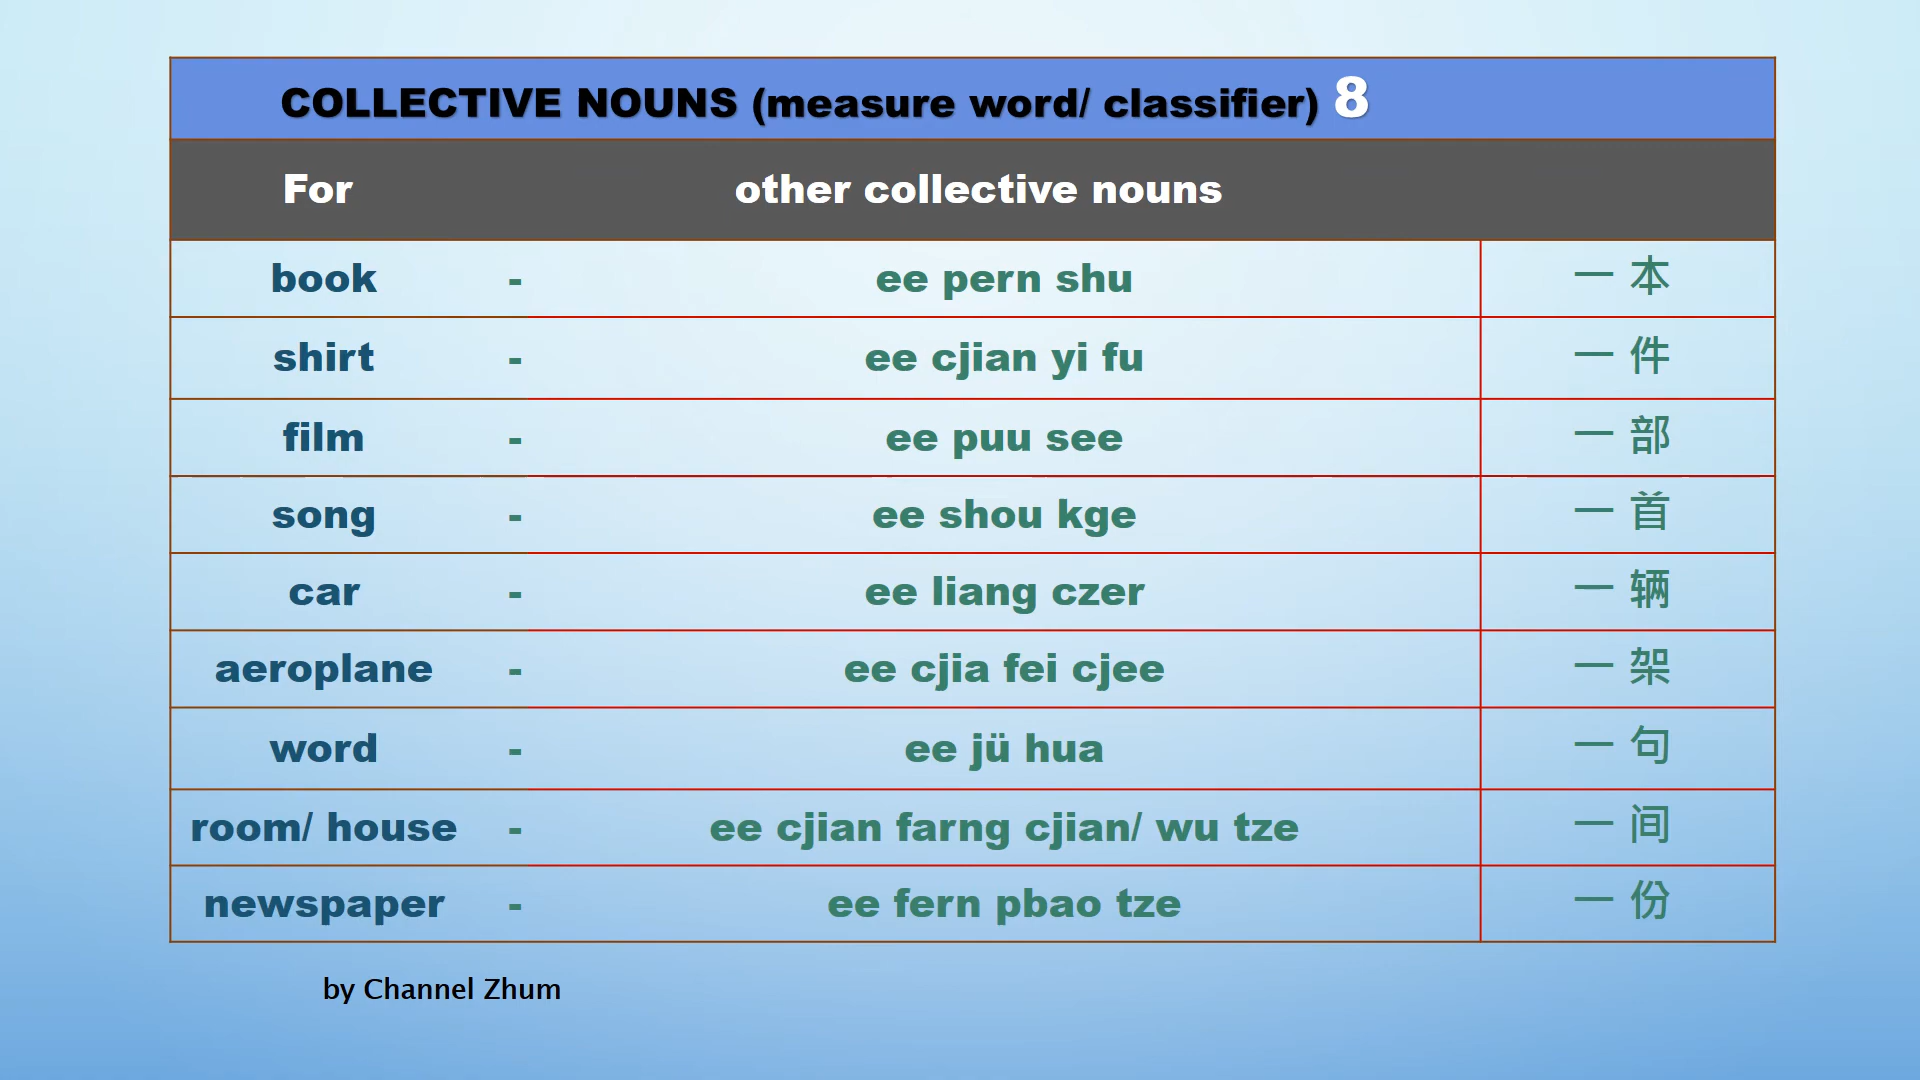 COLLECTIVE NOUNS (measure word/ classifier) 8
For other collective nouns
book - ee pern shu 一 本
shirt - ee cjian yi fu 一 件
film - ee puu see 一 部
song - ee shou kge 一 首
car - ee liang czer 一 辆
aeroplane - ee cjia fei cjee 一 架
word - ee jü hua 一 句
room/ house - ee cjian farng cjian/ wu tze 一 间
newspaper - ee fern pbao tze 一 份
by Channel Zhum